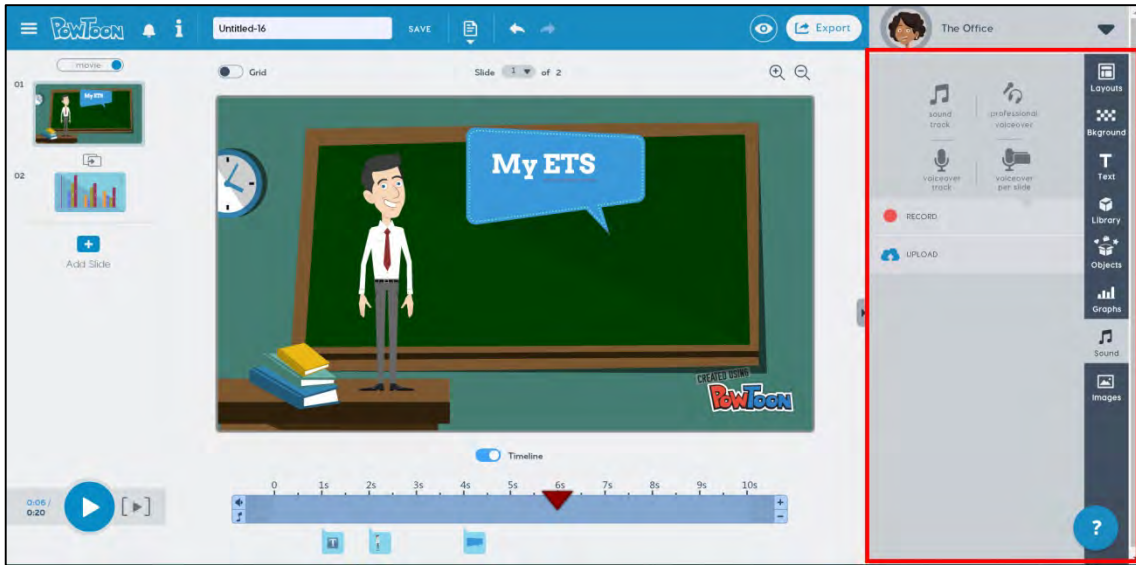 POWTOON
i
Untitled-16
SAVE
Export
The Office
movie
Grid
Slide 1 of 2
01
My ETS
02
Add Slide
My ETS
CREATED USING
POWTOON
Timeline
0 1s 2s 3s 4s 5s 6s 7s 8s 9s 10s
0:06 /
0:20
T
sound
track
professional
voiceover
voiceover
track
voiceover
per slide
RECORD
UPLOAD
Layouts
Bkground
T
Text
Library
Objects
Graphs
Sound
Images
?